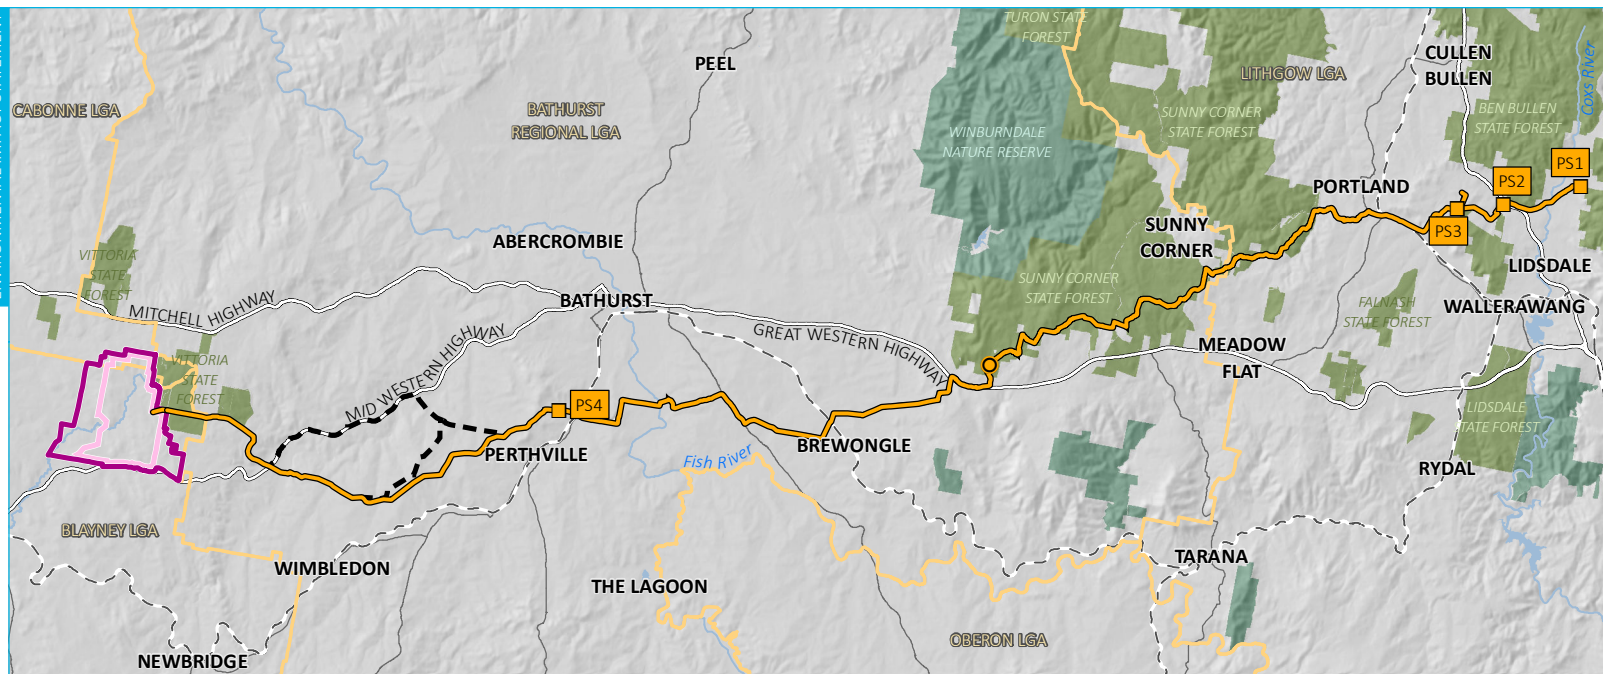 TURON STATE
FOREST
CULLEN
BULLEN
PEEL
LITHGOW LGA
Coxs River
CABONNE LGA
BATHURST
REGIONAL LGA
SUNNY CORNER
STATE FOREST
BEN BULLEN
STATE FOREST
WINBURNDALE
NATURE RESERVE
PS1
PS2
PORTLAND
PS3
SUNNY
CORNER
ABERCROMBIE
VITTORIA
STATE
FOREST
LIDSDALE
SUNNY CORNER
STATE FOREST
BATHURST
MITCHELL HIGHWAY
FALNASH
STATE FOREST
WALLERAWANG
GREAT WESTERN HIGHWAY
MID WESTERN HIGHWAY
MEADOW
FLAT
VITTORIA
STATE
FOREST
PS4
LIDSDALE
STATE FOREST
BREWONGLE
PERTHVILLE
Fish River
RYDAL
BLAYNEY LGA
TARANA
WIMBLEDON
THE LAGOON
OBERON LGA
NEWBRIDGE